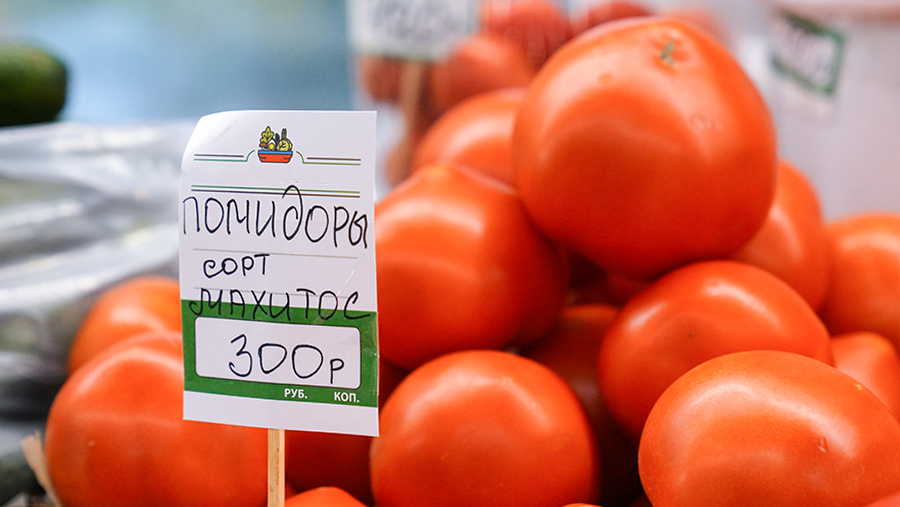 ПОМИДОРЫ
СОРТ
МАХИТОС
300р
РУБ. КОП.